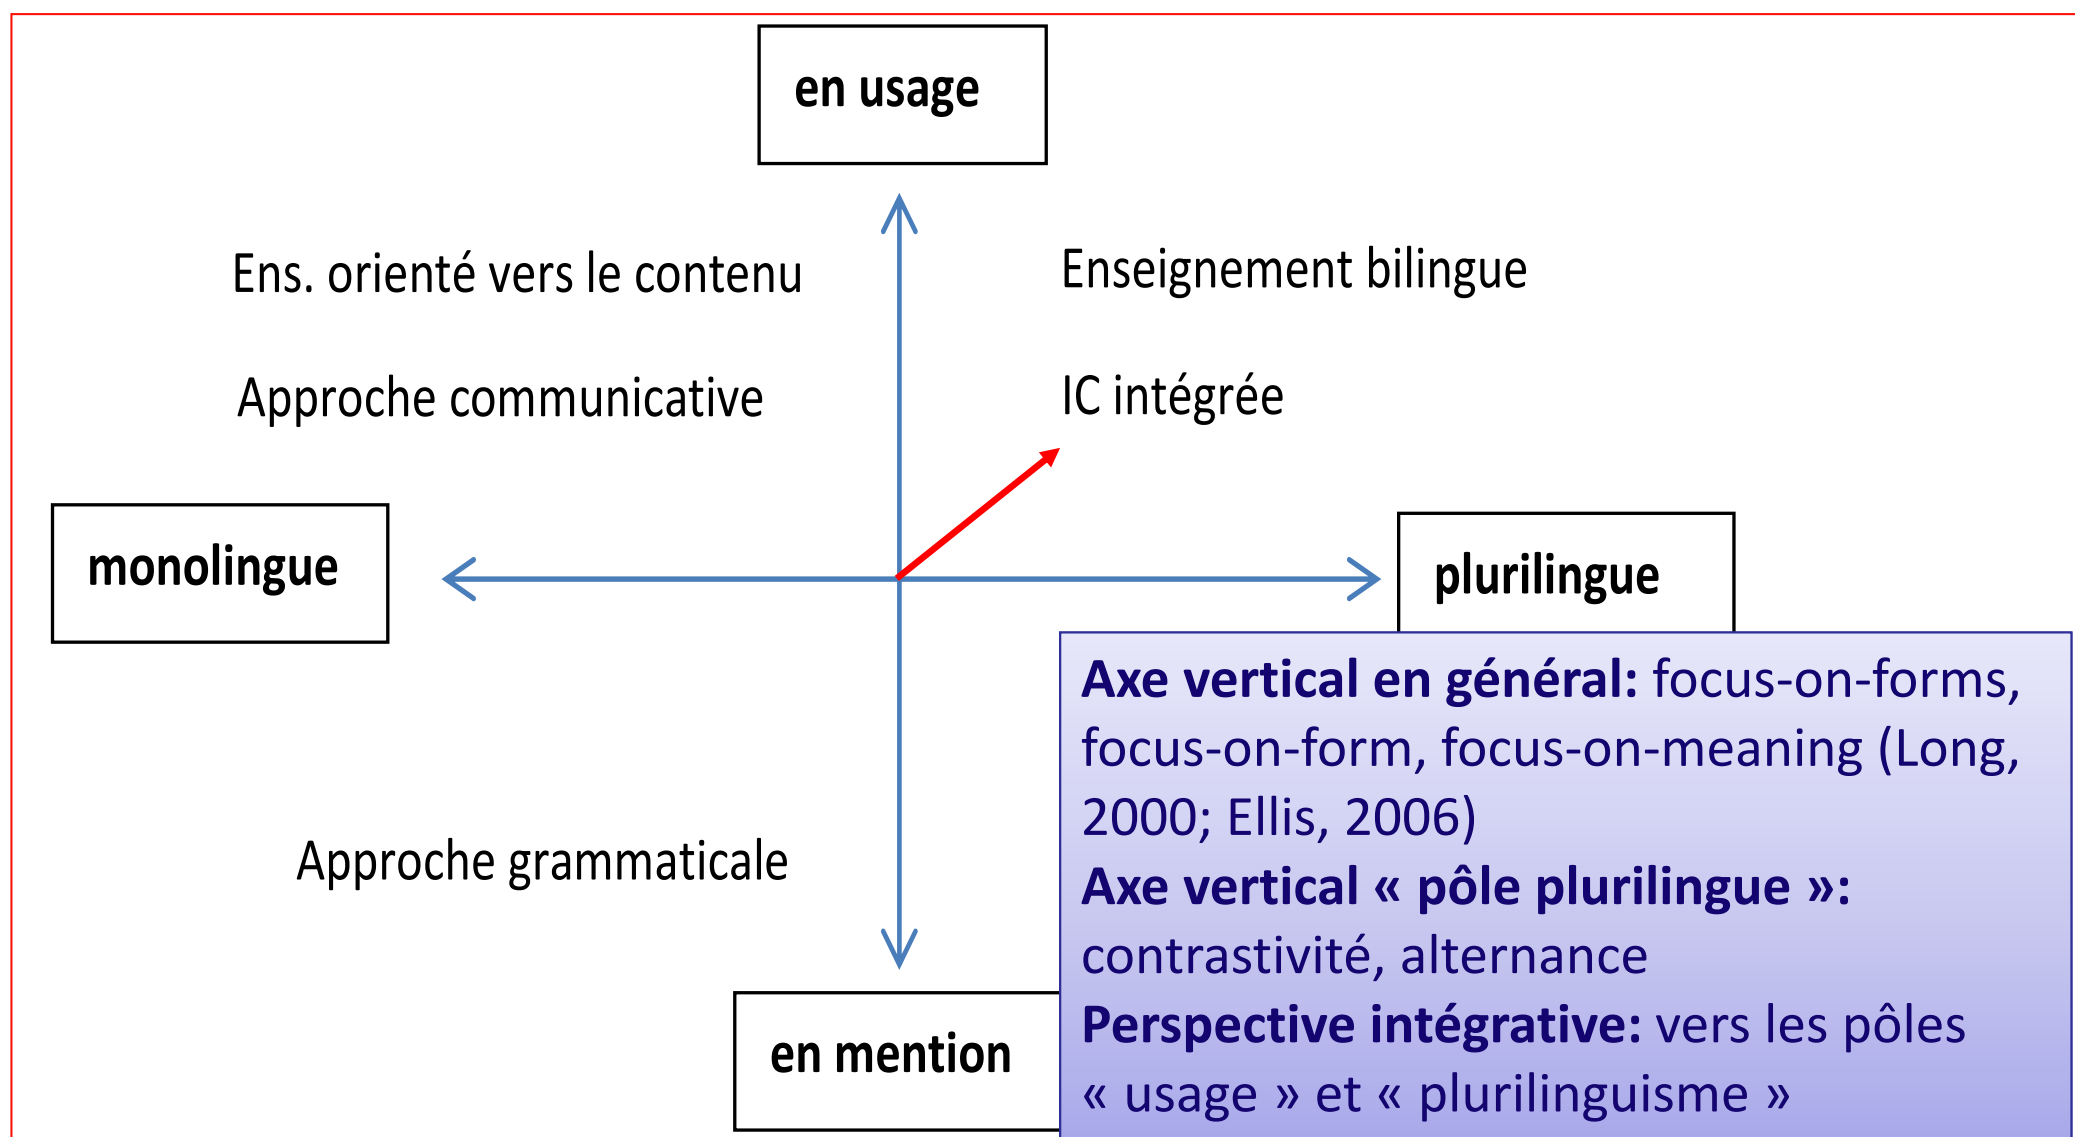 en usage
Ens. orienté vers le contenu
Enseignement bilingue
Approche communicative
IC intégrée
monolingue
plurilingue
Approche grammaticale
en mention
Axe vertical en général: focus-on-forms,
focus-on-form, focus-on-meaning (Long,
2000; Ellis, 2006)
Axe vertical « pôle plurilingue »:
contrastivité, alternance
Perspective intégrative: vers les pôles
« usage » et « plurilinguisme »